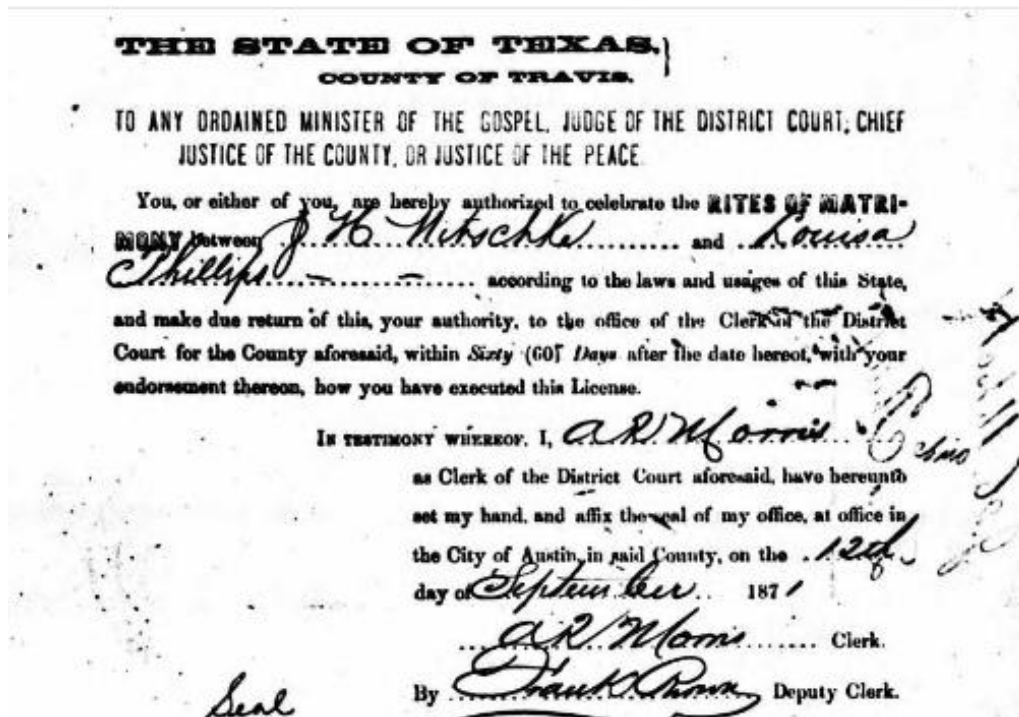 THE STATE OF TEXAS,}
COUNTY OF TRAVIS.
TO ANY ORDAINED MINISTER OF THE GOSPEL, JUDGE OF THE DISTRICT COURT, CHIEF
JUSTICE OF THE COUNTY, OR JUSTICE OF THE PEACE.
You, or either of you, are hereby authorized to celebrate the RITES OF MATRI-
MONY between J H Nitschke and Louisa
Phillips — — according to the laws and usages of this State,
and make due return of this, your authority, to the office of the Clerk of the District
Court for the County aforesaid, within Sixty (60) Days after the date hereof, with your
endorsement thereon, how you have executed this License.
IN TESTIMONY WHEREOF, I, A R Morris
as Clerk of the District Court aforesaid, have hereunto
set my hand, and affix the seal of my office, at office in
the City of Austin, in said County, on the 12th
day of September 1871
A R Morris Clerk.
By Frank Brown Deputy Clerk.
Seal